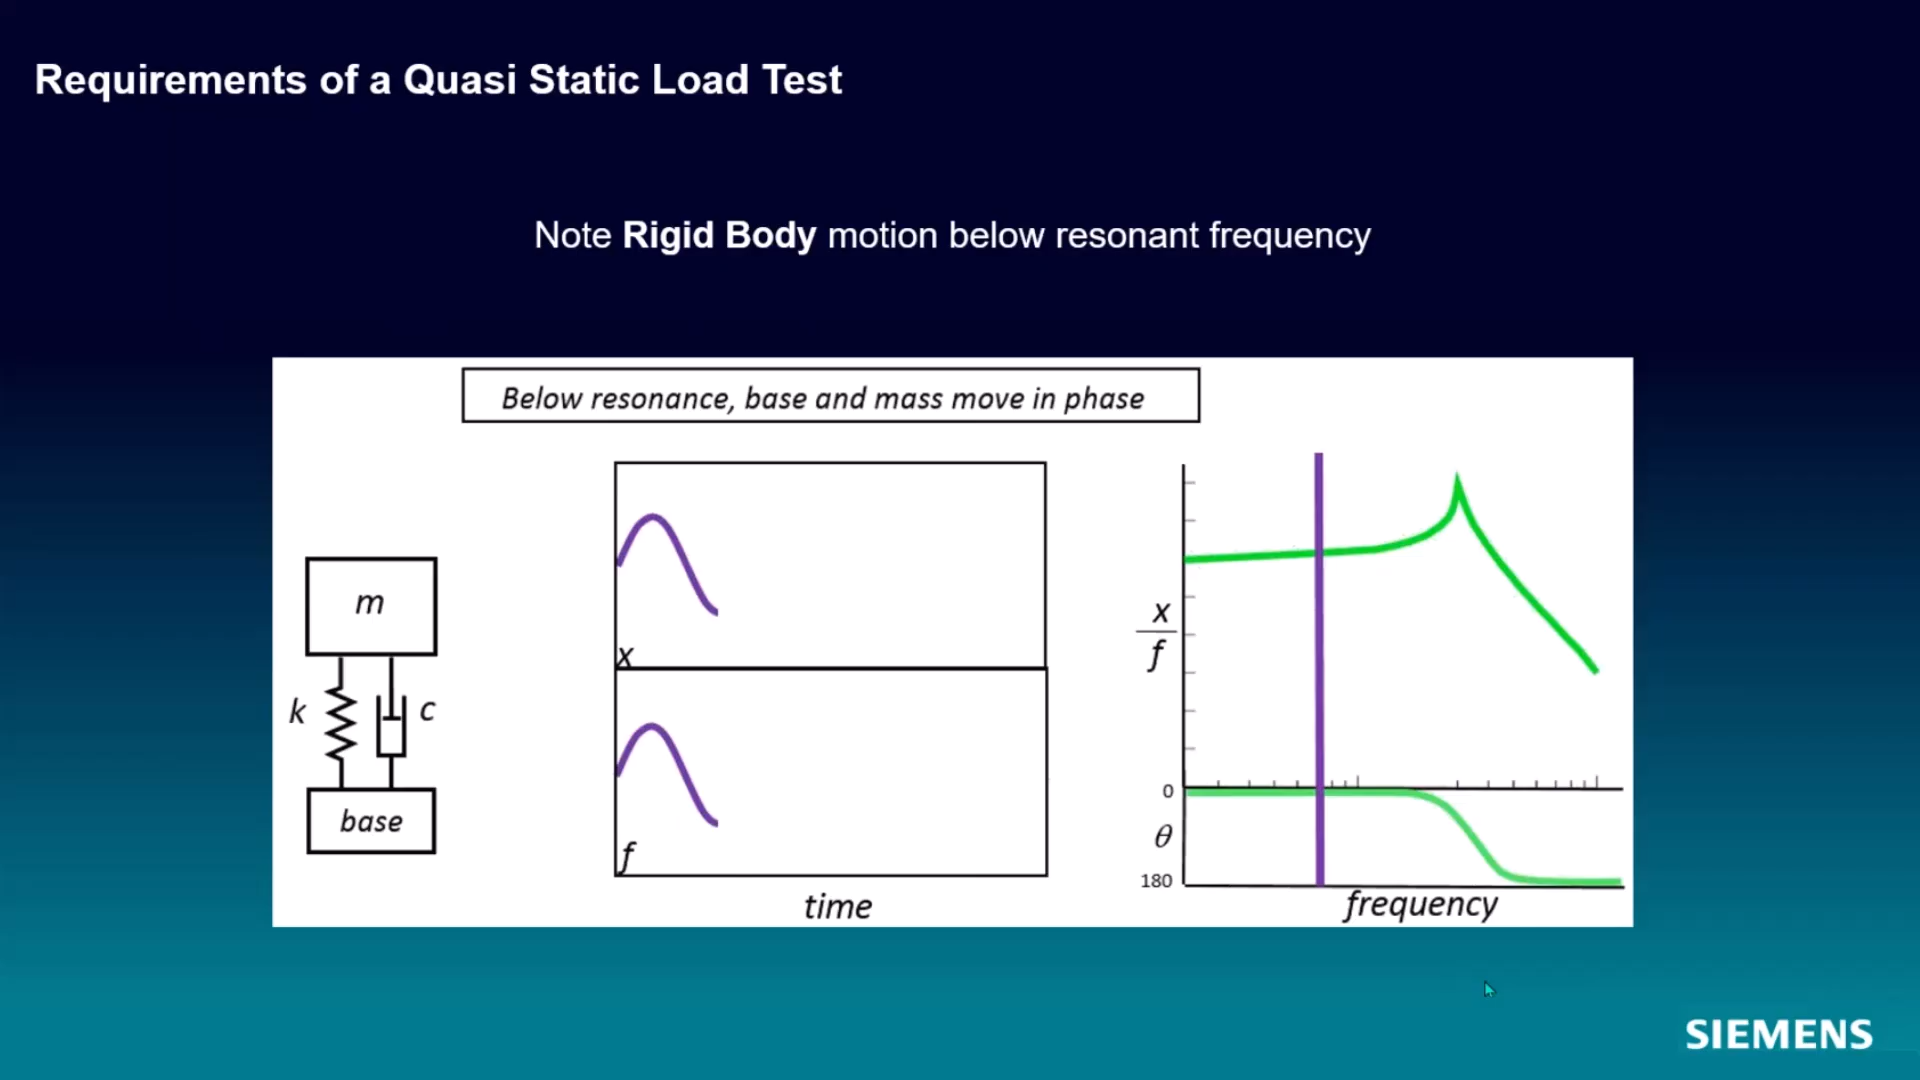 Requirements of a Quasi Static Load Test
Note Rigid Body motion below resonant frequency
Below resonance, base and mass move in phase
m
k
c
base
x
f
time
x
f
0
θ
180
frequency
SIEMENS